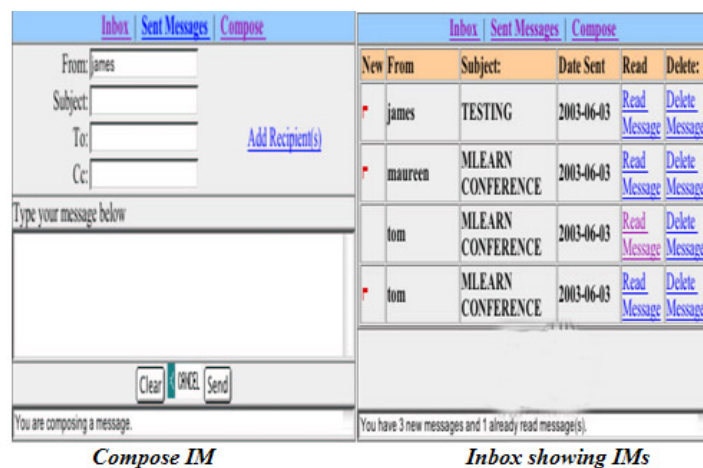 Inbox | Sent Messages | Compose
From: james
Subject:
To:
Add Recipient(s)
Cc:
Type your message below
Clear CANCEL Send
You are composing a message.
Compose IM
Inbox | Sent Messages | Compose
New From Subject: Date Sent Read Delete:
james TESTING 2003-06-03 Read Message Delete Message
maureen MLEARN CONFERENCE 2003-06-03 Read Message Delete Message
tom MLEARN CONFERENCE 2003-06-03 Read Message Delete Message
tom MLEARN CONFERENCE 2003-06-03 Read Message Delete Message
You have 3 new messages and 1 already read message(s).
Inbox showing IMs